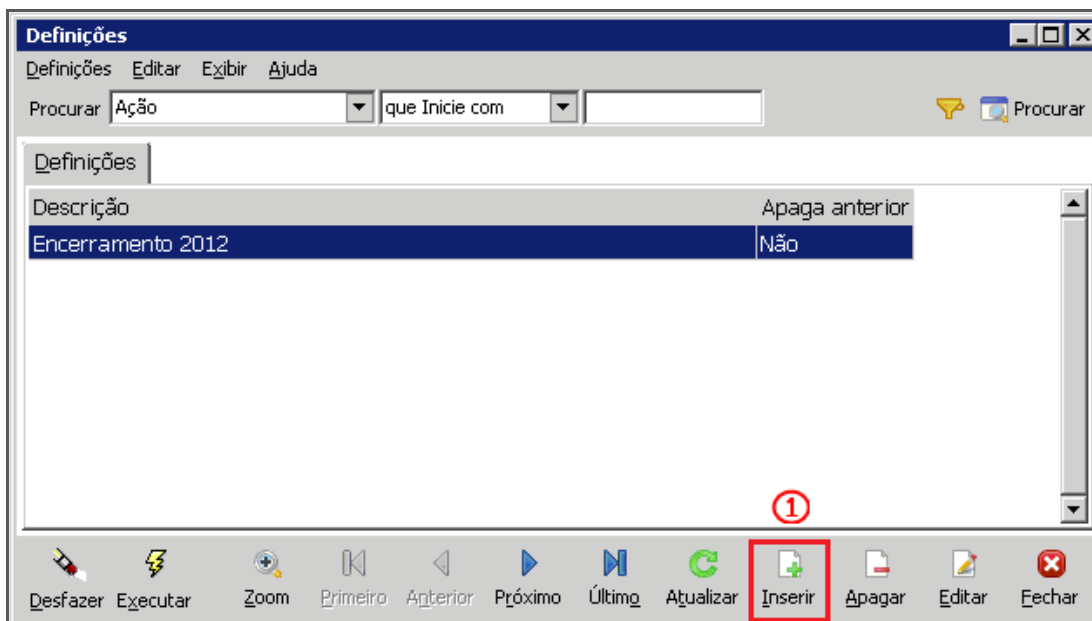 Definições
Definições Editar Exibir Ajuda
Procurar Ação que Inicie com Procurar
Definições
Descrição Apaga anterior
Encerramento 2012 Não
1
Desfazer Executar Zoom Primeiro Anterior Próximo Último Atualizar Inserir Apagar Editar Fechar